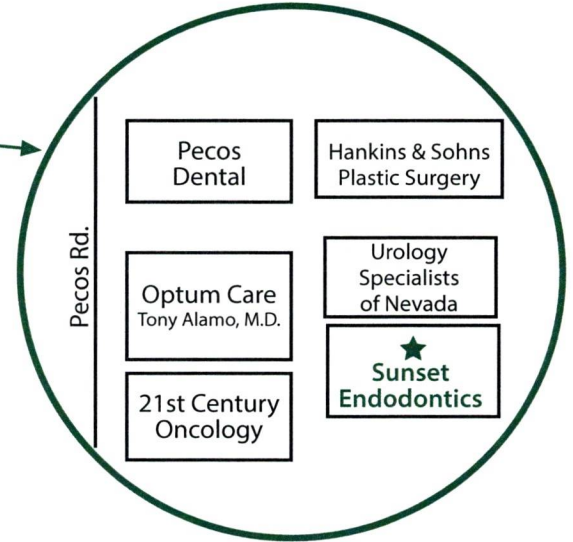 Pecos Rd.
Pecos
Dental
Hankins & Sohns
Plastic Surgery
Optum Care
Tony Alamo, M.D.
Urology
Specialists
of Nevada
21st Century
Oncology
Sunset
Endodontics